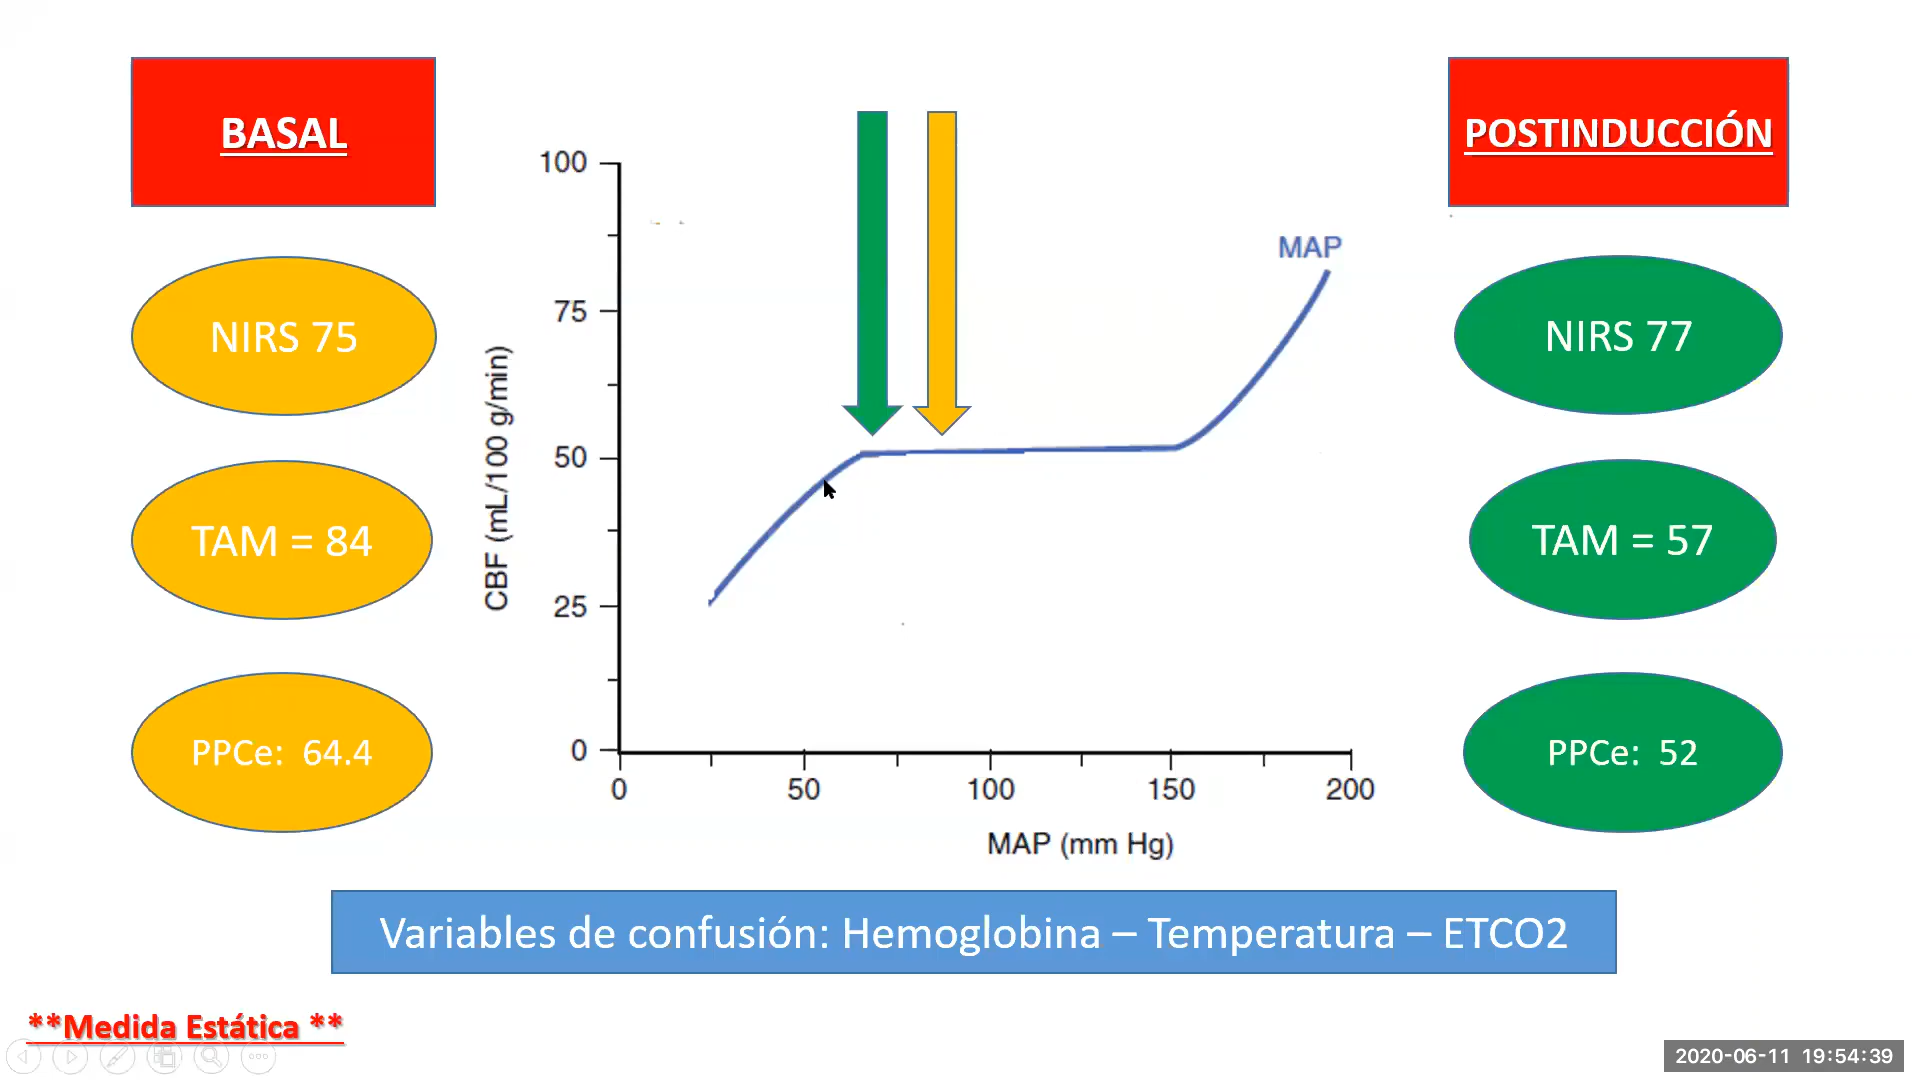 BASAL
NIRS 75
TAM = 84
PPCe: 64.4
100
75
50
25
0
CBF (mL/100 g/min)
MAP
0 50 100 150 200
MAP (mm Hg)
POSTINDUCCIÓN
NIRS 77
TAM = 57
PPCe: 52
Variables de confusión: Hemoglobina – Temperatura – ETCO2
**Medida Estática **
2020-06-11 19:54:39